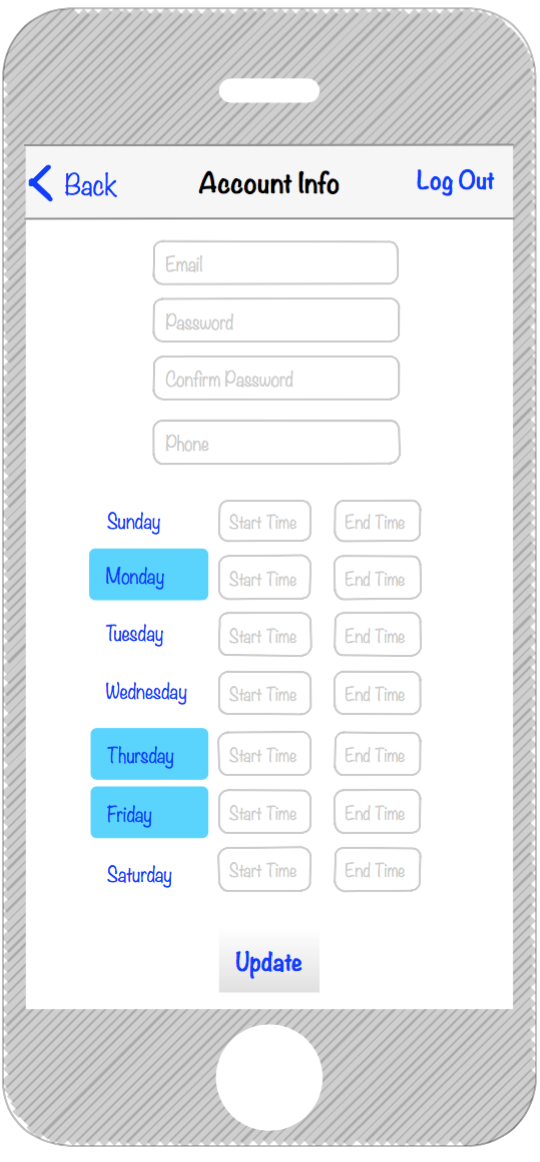 Back Account Info Log Out
Email
Password
Confirm Password
Phone
Sunday Start Time End Time
Monday Start Time End Time
Tuesday Start Time End Time
Wednesday Start Time End Time
Thursday Start Time End Time
Friday Start Time End Time
Saturday Start Time End Time
Update